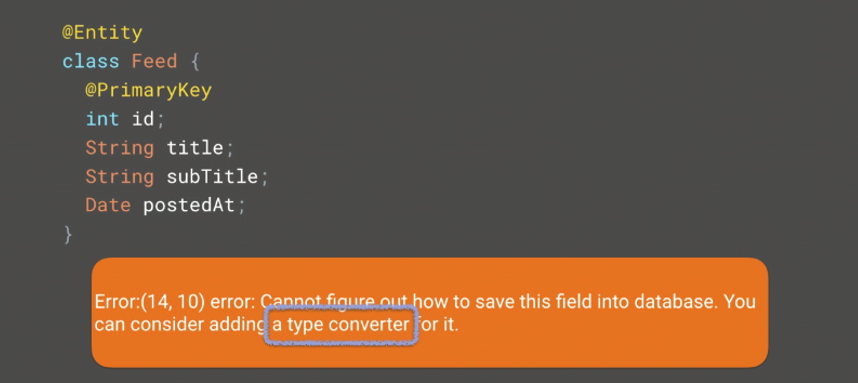 @Entity
class Feed {
@PrimaryKey
int id;
String title;
String subTitle;
Date postedAt;
}
Error:(14, 10) error: Cannot figure out how to save this field into database. You
can consider adding a type converter for it.